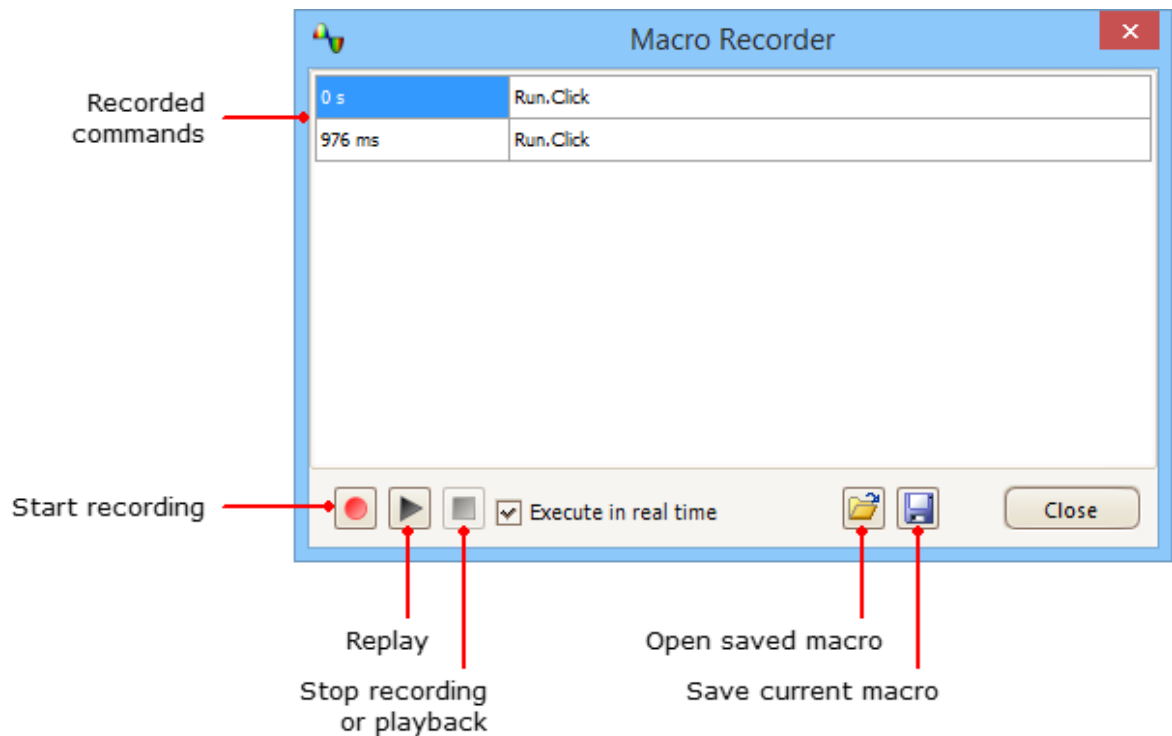 Macro Recorder
Recorded
commands
0 s Run.Click
976 ms Run.Click
Start recording
Execute in real time
Close
Replay
Open saved macro
Stop recording
or playback
Save current macro